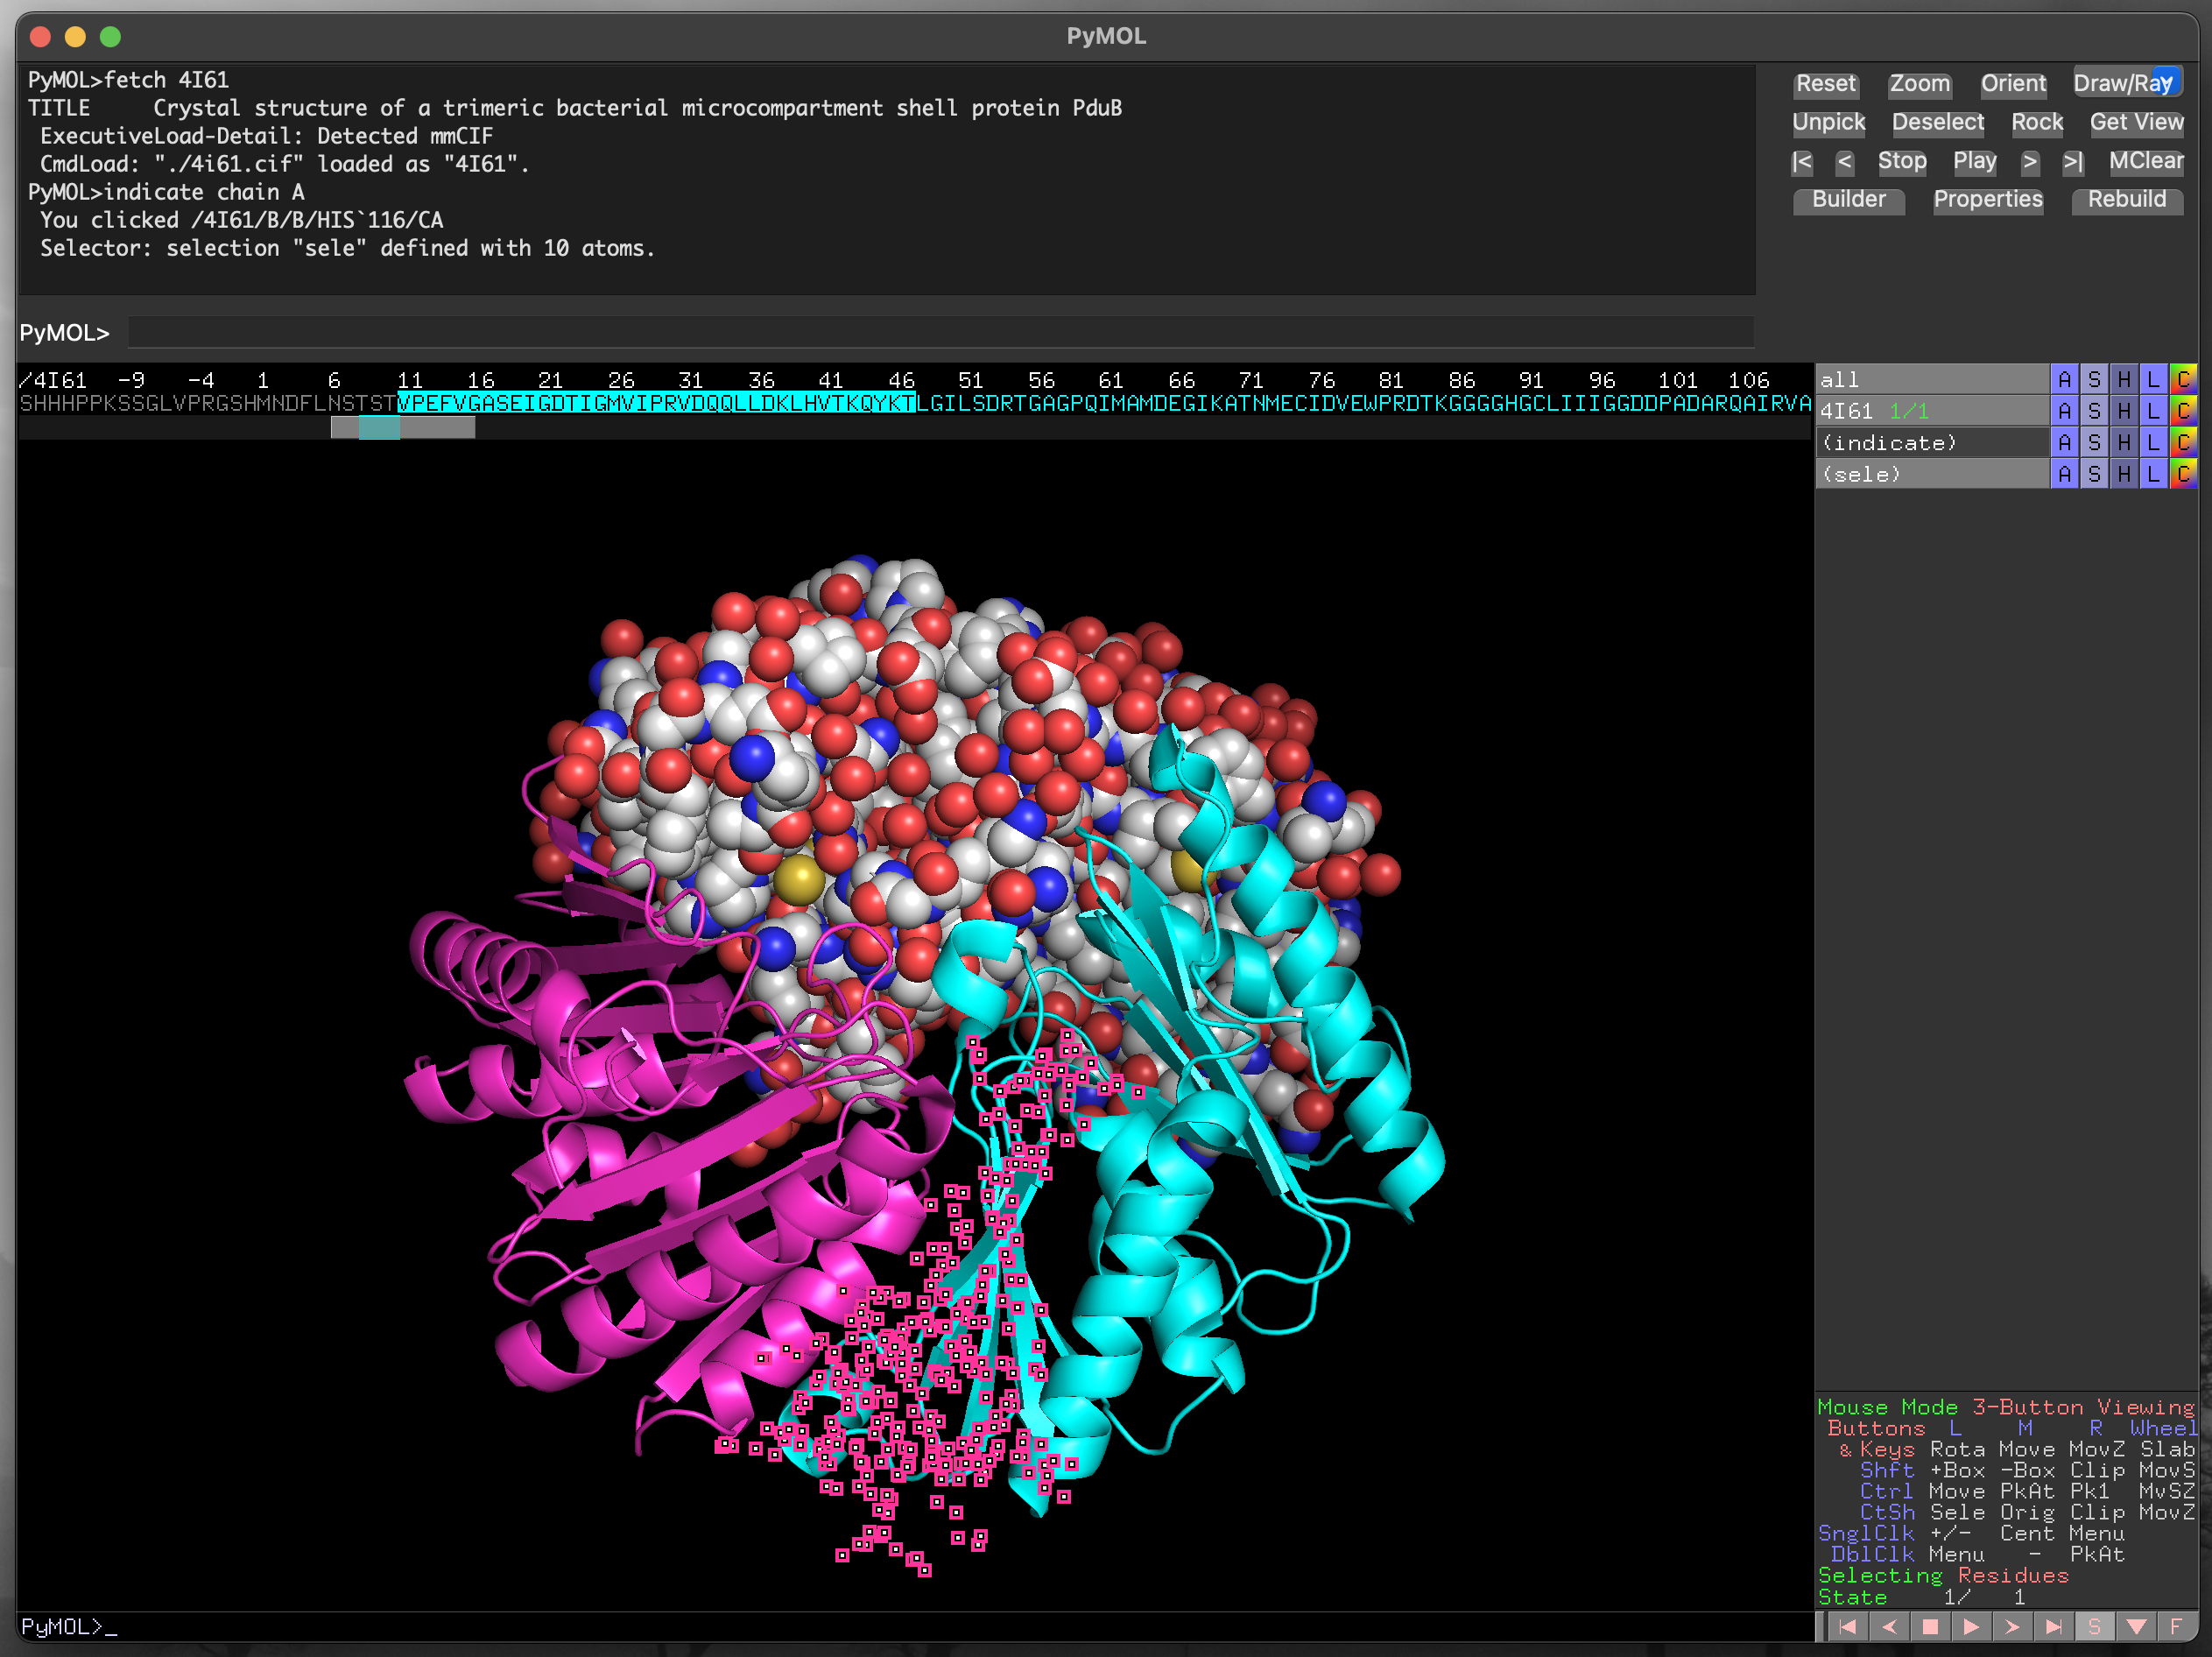 PyMOL
PyMOL>fetch 4I61
TITLE     Crystal structure of a trimeric bacterial microcompartment shell protein PduB
ExecutiveLoad-Detail: Detected mmCIF
CmdLoad: "./4i61.cif" loaded as "4I61".
PyMOL>indicate chain A
You clicked /4I61/B/B/HIS`116/CA
Selector: selection "sele" defined with 10 atoms.
Reset Zoom Orient Draw/Ray
Unpick Deselect Rock Get View
|< < Stop Play > >| MClear
Builder Properties Rebuild
PyMOL>
/4I61 -9 -4 1 6 11 16 21 26 31 36 41 46 51 56 61 66 71 76 81 86 91 96 101 106
SHHHPPKSSGLVPRGSHMNDFLNSTSTVPEFVGASEIGDTIGMVIPRVDQQLLDKLHVTKQYKTLGILSDRTGAGPQIMAMDEGIKATNMECIDVEWPRDTKGGGGHGCLIIIGGDDPADARQAIRVA
all A S H L C
4I61 1/1 A S H L C
(indicate) A S H L C
(sele) A S H L C
Mouse Mode 3-Button Viewing
Buttons L M R Wheel
& Keys Rota Move MovZ Slab
Shft +Box -Box Clip MovS
Ctrl Move PkAt Pk1 MvSZ
CtSh Sele Orig Clip MovZ
SnglClk +/- Cent Menu
DblClk Menu - PkAt
Selecting Residues
State 1/ 1
PyMOL>_
S F